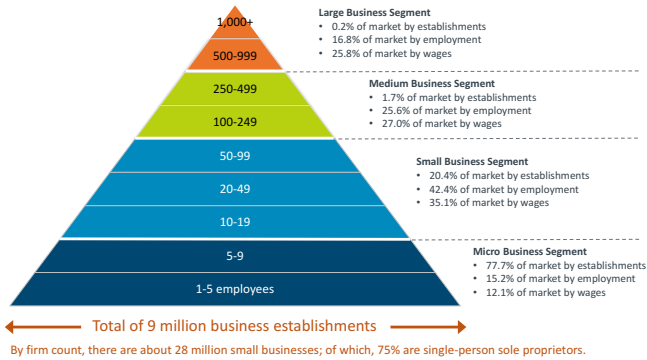 1,000+
500-999
Large Business Segment
• 0.2% of market by establishments
• 16.8% of market by employment
• 25.8% of market by wages
250-499
100-249
Medium Business Segment
• 1.7% of market by establishments
• 25.6% of market by employment
• 27.0% of market by wages
50-99
20-49
10-19
Small Business Segment
• 20.4% of market by establishments
• 42.4% of market by employment
• 35.1% of market by wages
5-9
1-5 employees
Micro Business Segment
• 77.7% of market by establishments
• 15.2% of market by employment
• 12.1% of market by wages
Total of 9 million business establishments
By firm count, there are about 28 million small businesses; of which, 75% are single-person sole proprietors.